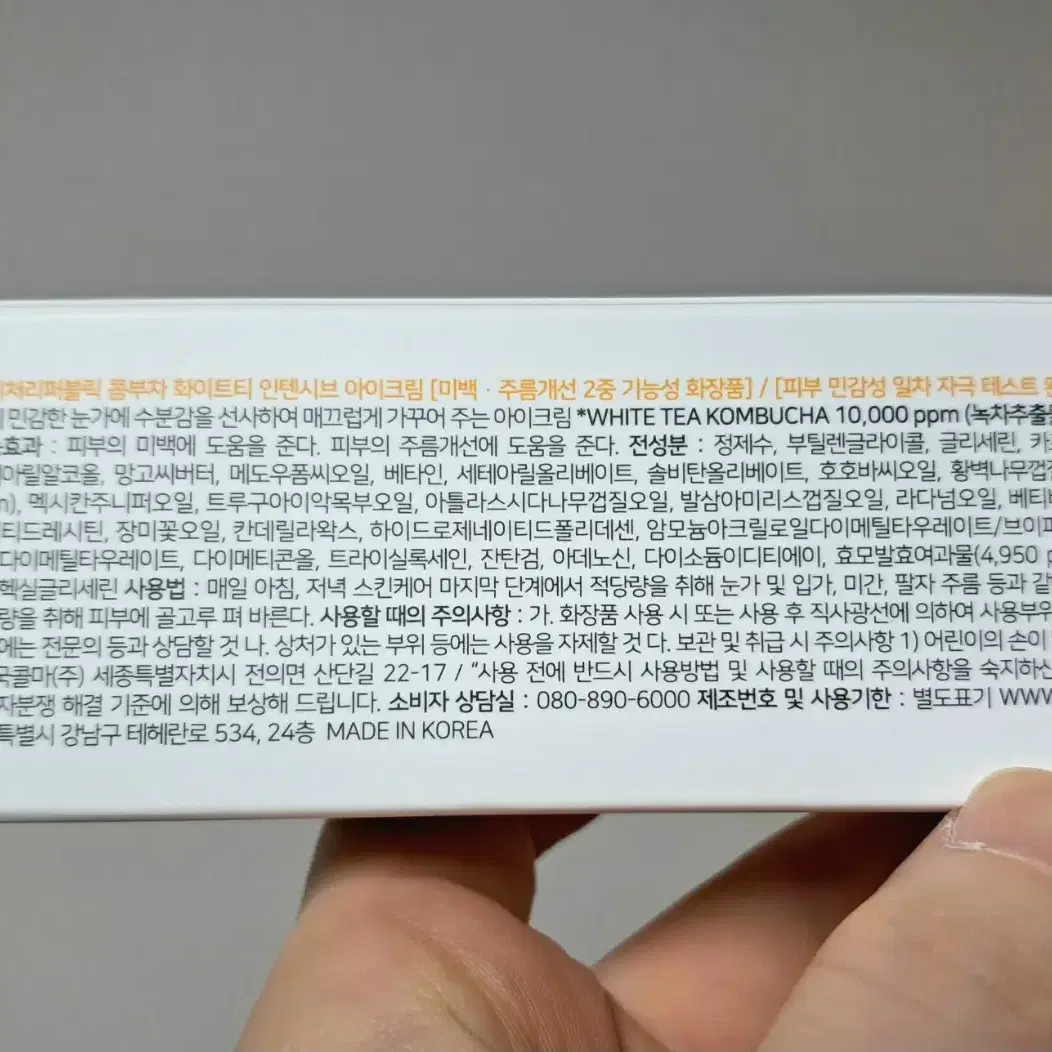 처리퍼블릭 콤부차 화이트티 인텐시브 아이크림 [미백 · 주름개선 2중 기능성 화장품] / [피부 민감성 일차 자극 테스트
민감한 눈가에 수분감을 선사하여 매끄럽게 가꾸어 주는 아이크림 *WHITE TEA KOMBUCHA 10,000 ppm (녹차추출물
효과 : 피부의 미백에 도움을 준다. 피부의 주름개선에 도움을 준다. 전성분 : 정제수, 부틸렌글라이콜, 글리세린, 카
아릴알코올, 망고씨버터, 메도우폼씨오일, 베타인, 세테아릴올리베이트, 솔비탄올리베이트, 호호바씨오일, 황벽나무껍질
m), 멕시칸주니퍼오일, 트루구아이악목부오일, 아틀라스시다나무껍질오일, 발삼아미리스껍질오일, 라다넘오일, 베티버
티드레시틴, 장미꽃오일, 칸데릴라왁스, 하이드로제네이티드폴리데센, 암모늄아크릴로일다이메틸타우레이트/브이피
다이메틸타우레이트, 다이메티콘올, 트라이실록세인, 잔탄검, 아데노신, 다이소듐이디티에이, 효모발효여과물(4,950 p
헥실글리세린 사용법 : 매일 아침, 저녁 스킨케어 마지막 단계에서 적당량을 취해 눈가 및 입가, 미간, 팔자 주름 등과 같
량을 취해 피부에 골고루 펴 바른다. 사용할 때의 주의사항 : 가. 화장품 사용 시 또는 사용 후 직사광선에 의하여 사용부위
에는 전문의 등과 상담할 것 나. 상처가 있는 부위 등에는 사용을 자제할 것 다. 보관 및 취급 시 주의사항 1) 어린이의 손이
국콜마(주) 세종특별자치시 전의면 산단길 22-17 / “사용 전에 반드시 사용방법 및 사용할 때의 주의사항을 숙지하신
자분쟁 해결 기준에 의해 보상해 드립니다. 소비자 상담실 : 080-890-6000 제조번호 및 사용기한 : 별도표기 WWW
특별시 강남구 테헤란로 534, 24층 MADE IN KOREA